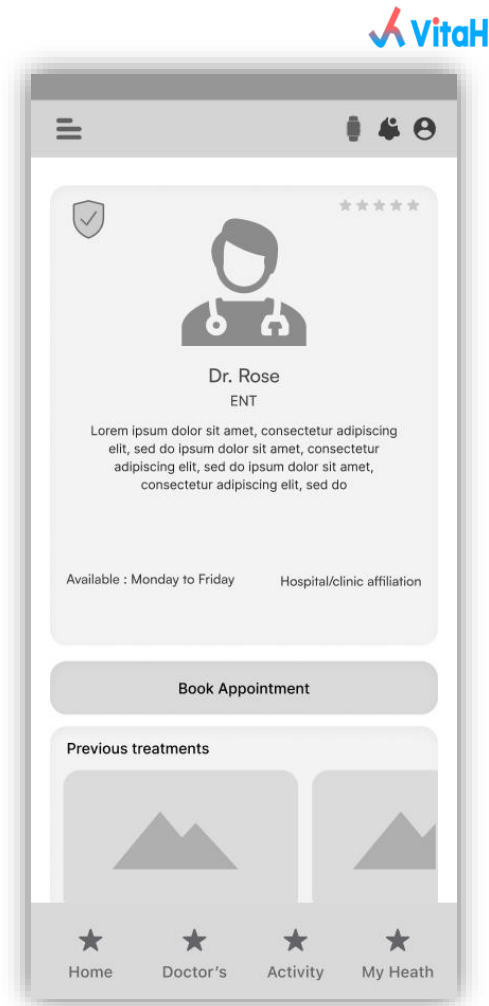 VitaH
Dr. Rose
ENT
Lorem ipsum dolor sit amet, consectetur adipiscing
elit, sed do ipsum dolor sit amet, consectetur
adipiscing elit, sed do ipsum dolor sit amet,
consectetur adipiscing elit, sed do
Available : Monday to Friday
Hospital/clinic affiliation
Book Appointment
Previous treatments
Home
Doctor's
Activity
My Heath